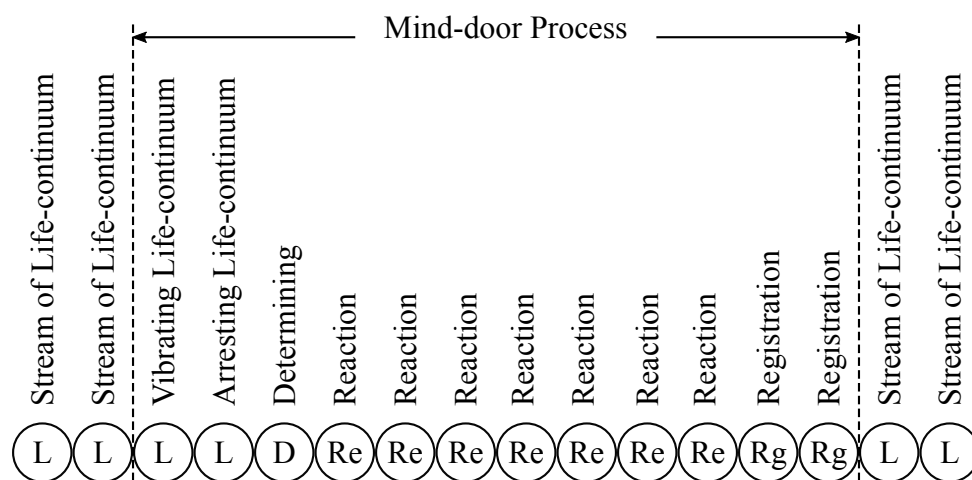 Mind-door Process
Stream of Life-continuum
Stream of Life-continuum
Vibrating Life-continuum
Arresting Life-continuum
Determining
Reaction
Reaction
Reaction
Reaction
Reaction
Reaction
Reaction
Registration
Registration
Stream of Life-continuum
Stream of Life-continuum
L L L L D Re Re Re Re Re Re Re Rg Rg L L